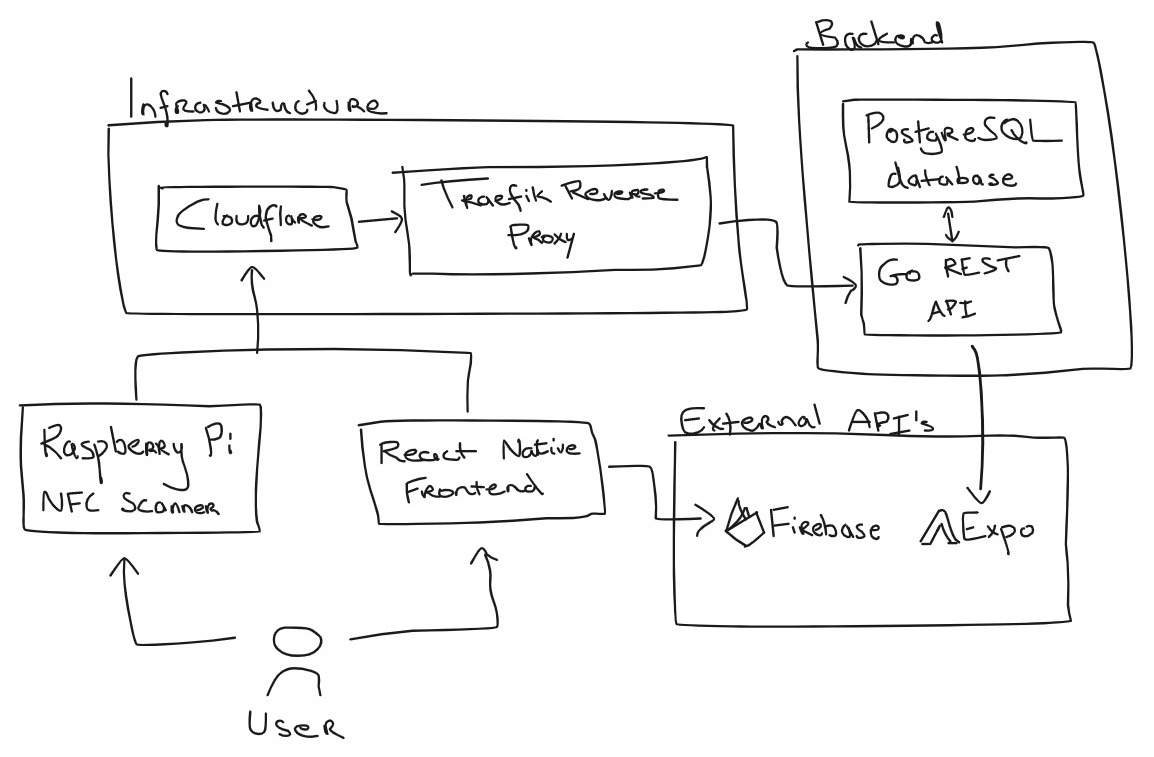 Backend
Infrastructure
PostgreSQL
database
Cloudflare
Traefik Reverse
Proxy
Go REST
API
External API's
Raspberry Pi
NFC Scanner
React Native
Frontend
Firebase
Expo
User